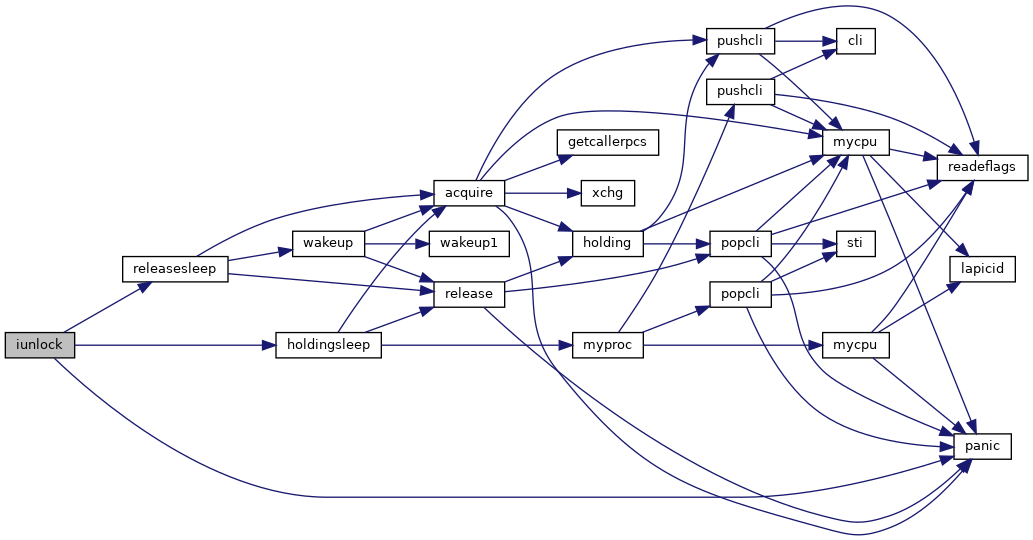 pushcli
cli
pushcli
getcallerpcs
mycpu
readeflags
acquire
xchg
wakeup
wakeup1
holding
popcli
sti
releasesleep
lapicid
release
popcli
iunlock
holdingsleep
myproc
mycpu
panic